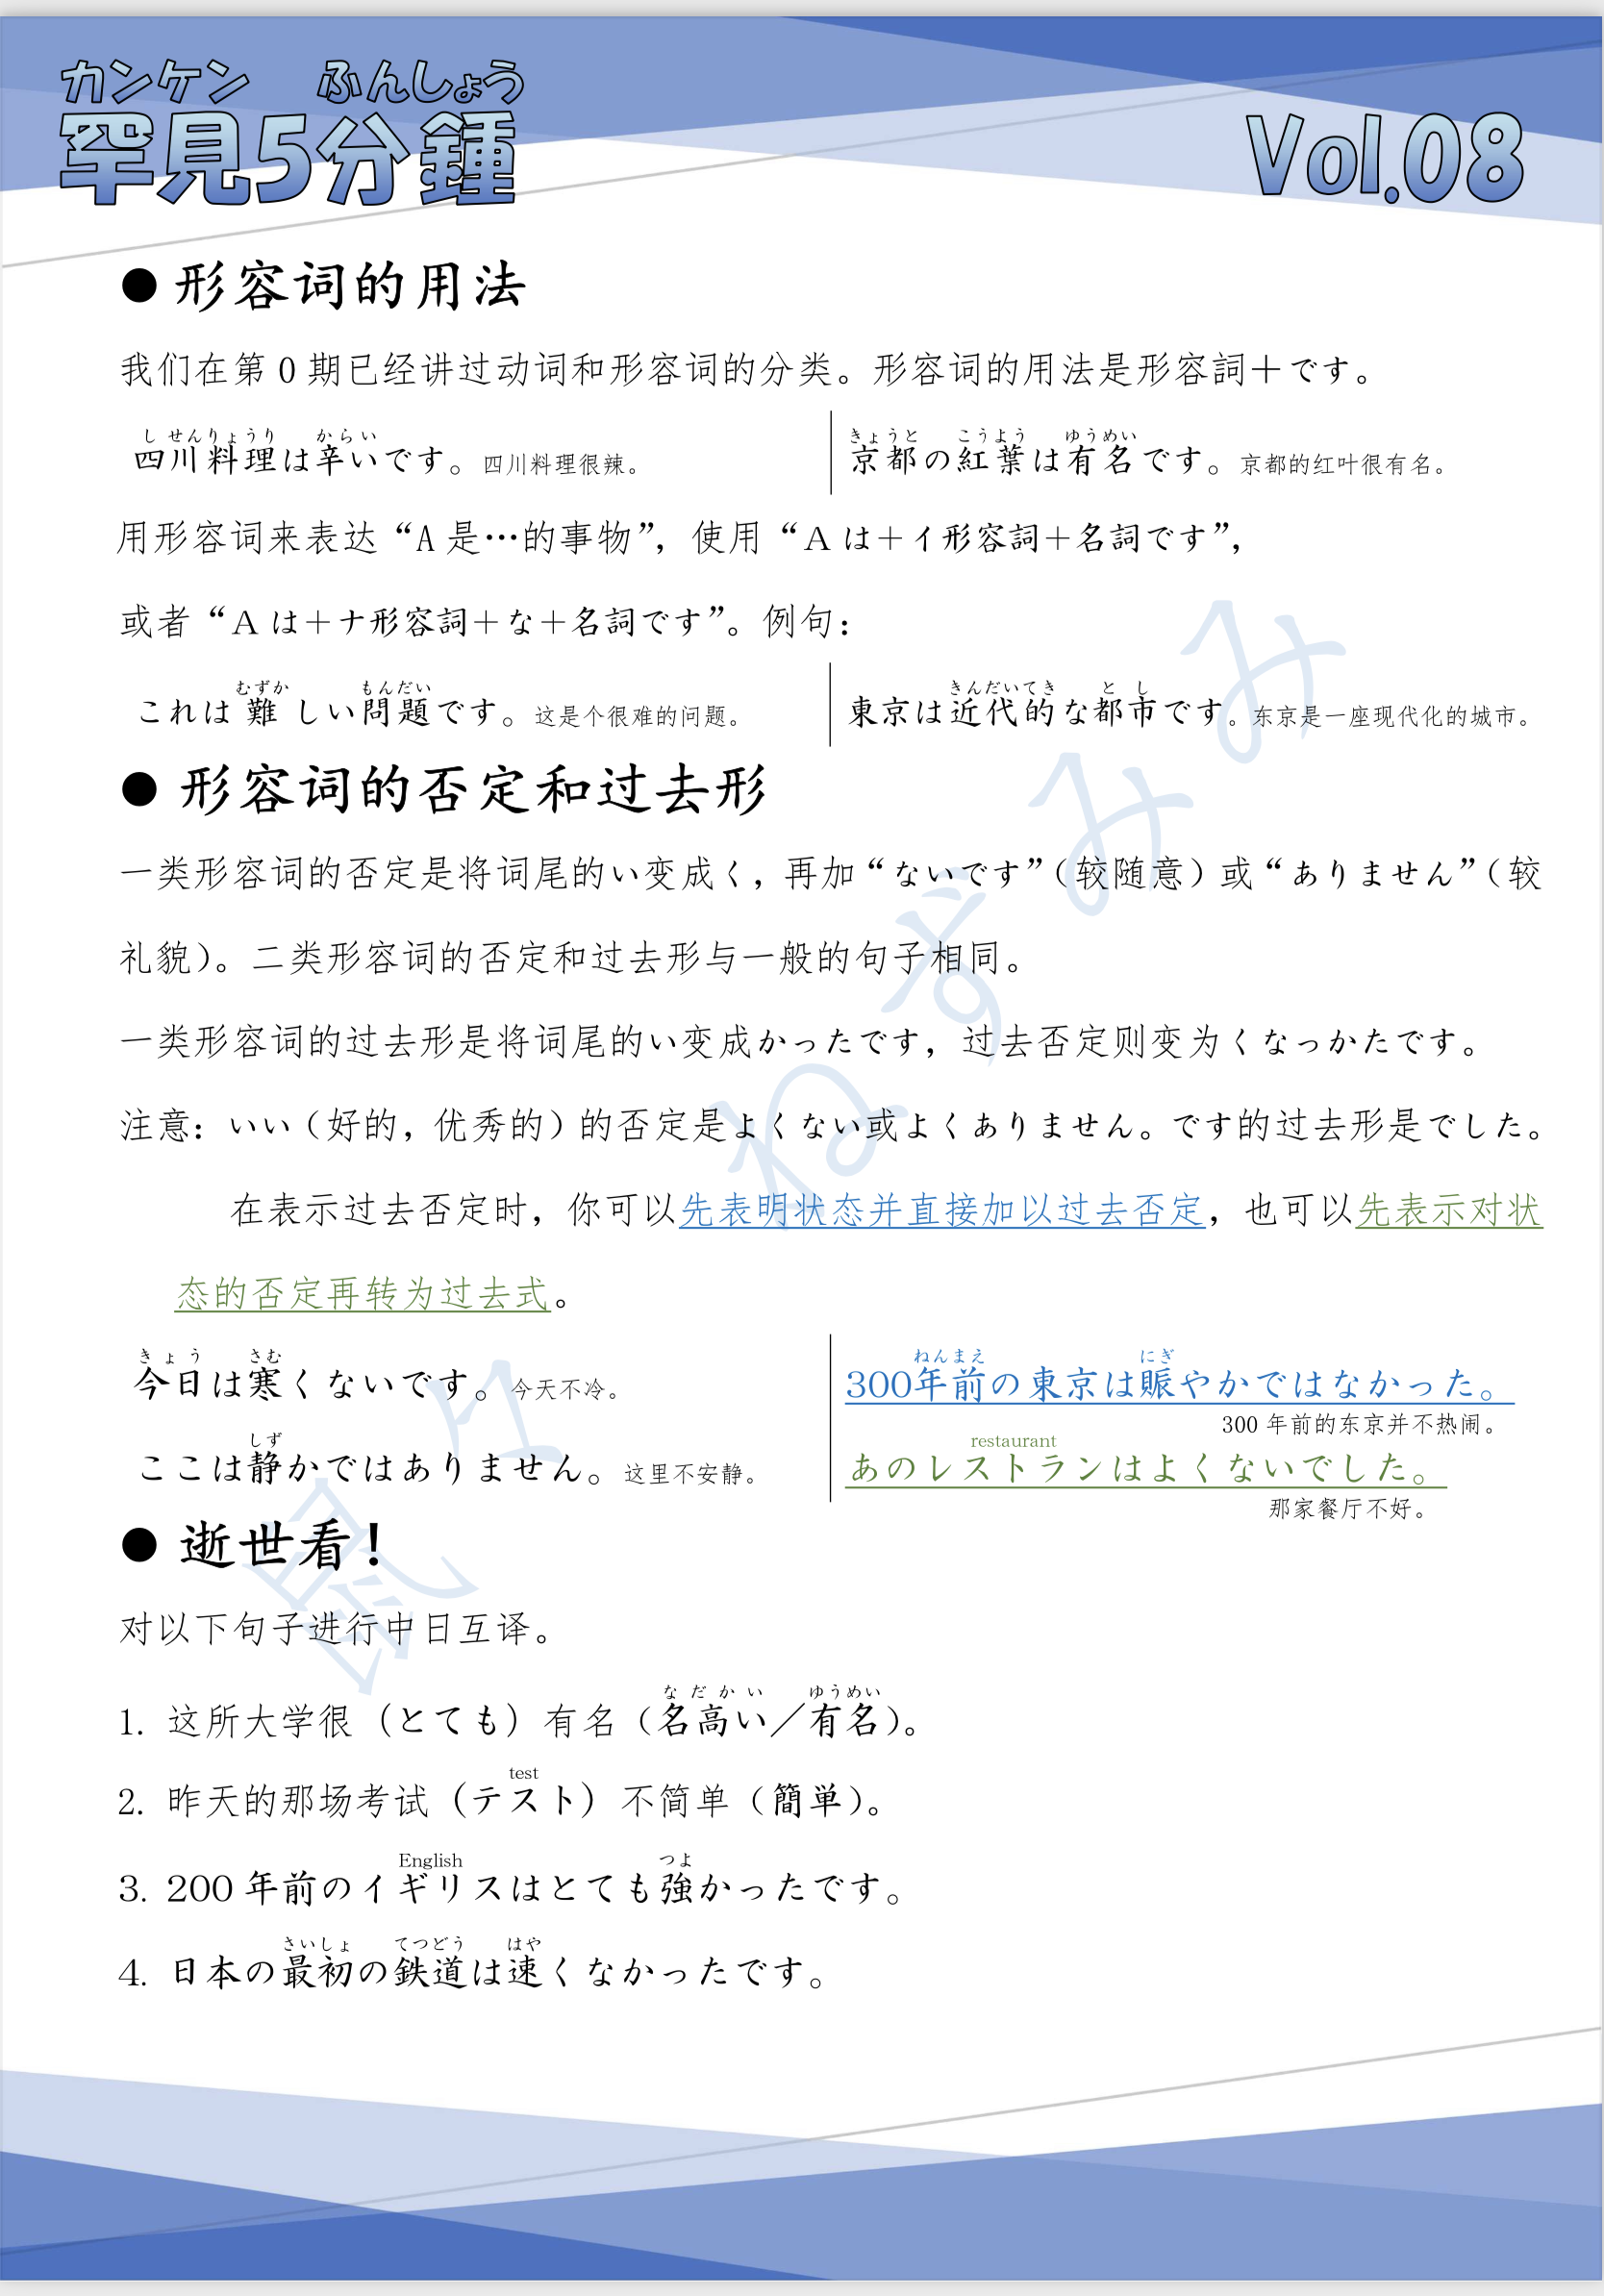 カンケン ふんしょう
罕見5分鍾
Vol.08
● 形容词的用法
我们在第 0 期已经讲过动词和形容词的分类。形容词的用法是形容詞＋です。
し せんりょうり からい
四川料理は辛いです。四川料理很辣。
きょうと こうよう ゆうめい
京都の紅葉は有名です。京都的红叶很有名。
用形容词来表达“A 是…的事物”，使用“A は＋イ形容詞＋名詞です”，
或者“A は＋ナ形容詞＋な＋名詞です”。例句：
むずか もんだい
これは難しい問題です。这是个很难的问题。
きんだいてき と し
東京は近代的な都市です。东京是一座现代化的城市。
● 形容词的否定和过去形
一类形容词的否定是将词尾的い变成く，再加“ないです”（较随意）或“ありません”（较
礼貌）。二类形容词的否定和过去形与一般的句子相同。
一类形容词的过去形是将词尾的い变成かったです，过去否定则变为くなっかたです。
注意：いい（好的，优秀的）的否定是よくない或よくありません。です的过去形是でした。
在表示过去否定时，你可以先表明状态并直接加以过去否定，也可以先表示对状
态的否定再转为过去式。
きょう さむ
今日は寒くないです。今天不冷。
しず
ここは静かではありません。这里不安静。
ねんまえ にぎ
300年前の東京は賑やかではなかった。
300 年前的东京并不热闹。
restaurant
あのレストランはよくないでした。
那家餐厅不好。
● 逝世看！
对以下句子进行中日互译。
なだかい ゆうめい
1. 这所大学很（とても）有名（名高い／有名）。
test
2. 昨天的那场考试（テスト）不简单（簡単）。
English つよ
3. 200 年前のイギリスはとても強かったです。
さいしょ てつどう はや
4. 日本の最初の鉄道は速くなかったです。